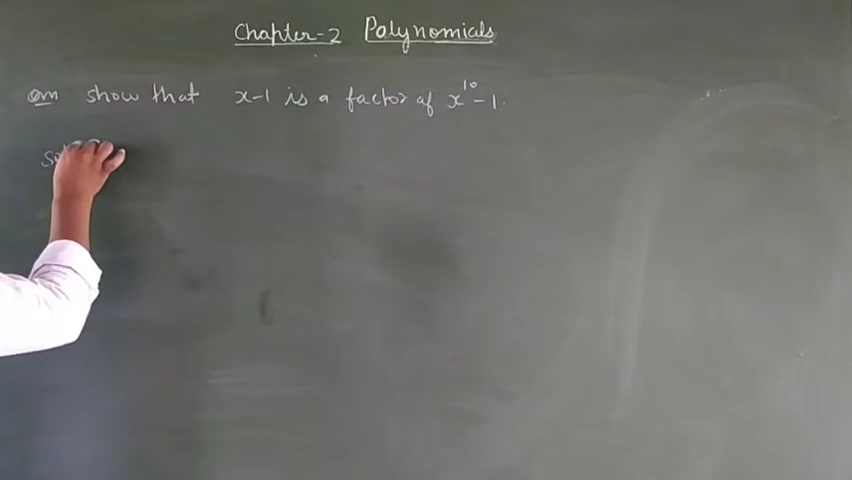 Chapter-2 Polynomials
Qn show that x-1 is a factor of x¹⁰-1.